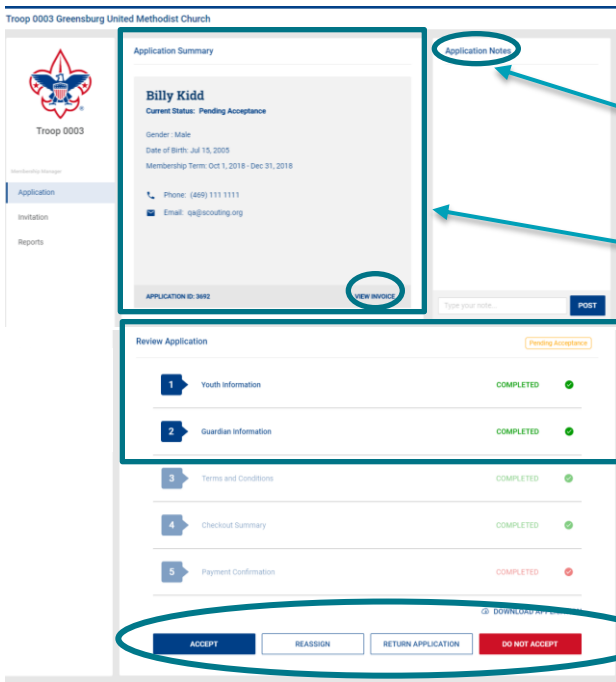 Troop 0003 Greensburg United Methodist Church
Troop 0003
Membership Manager
Application
Invitation
Reports
Application Summary
Billy Kidd
Current Status: Pending Acceptance
Gender : Male
Date of Birth: Jul 15, 2005
Membership Term: Oct 1, 2018 - Dec 31, 2018
Phone: (469) 111 1111
Email: qa@scouting.org
APPLICATION ID: 3692
VIEW INVOICE
Application Notes
Type your note...
POST
Review Application
Pending Acceptance
1 Youth Information COMPLETED
2 Guardian Information COMPLETED
3 Terms and Conditions COMPLETED
4 Checkout Summary COMPLETED
5 Payment Confirmation COMPLETED
DOWNLOAD
ACCEPT REASSIGN RETURN APPLICATION DO NOT ACCEPT